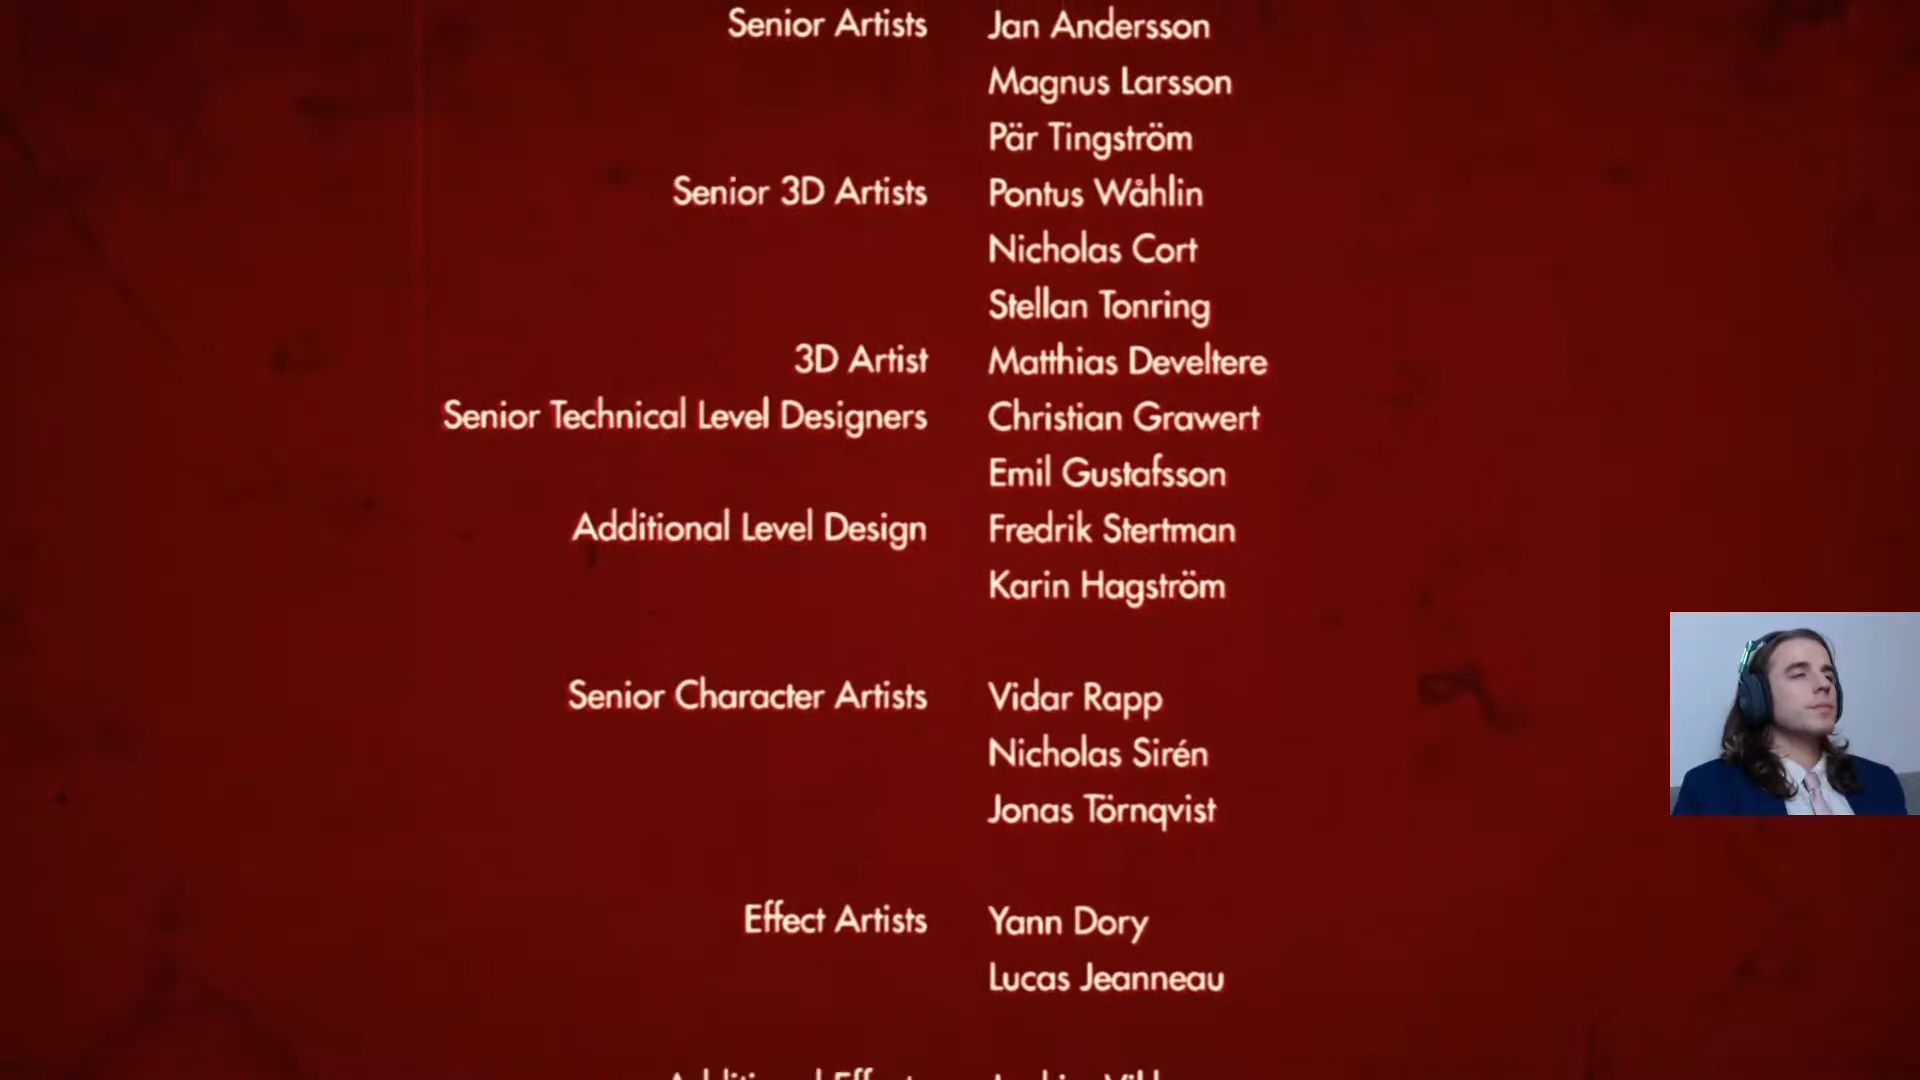 Senior Artists Jan Andersson
Magnus Larsson
Pär Tingström
Senior 3D Artists Pontus Wåhlin
Nicholas Cort
Stellan Tonring
3D Artist Matthias Develtere
Senior Technical Level Designers Christian Grawert
Emil Gustafsson
Additional Level Design Fredrik Stertman
Karin Hagström
Senior Character Artists Vidar Rapp
Nicholas Sirén
Jonas Törnqvist
Effect Artists Yann Dory
Lucas Jeanneau